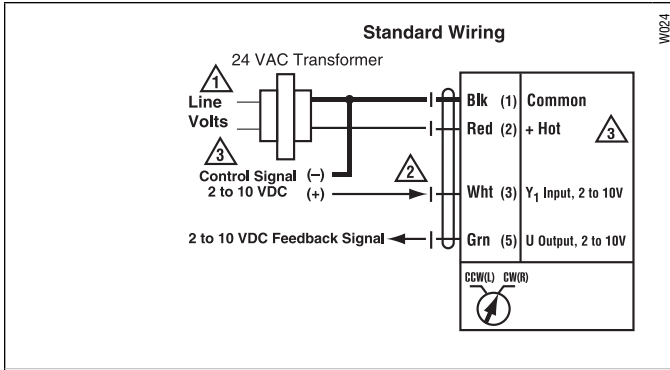 W024
Standard Wiring
24 VAC Transformer
1
Line
Volts
3
Control Signal (–)
2 to 10 VDC (+)
2
2 to 10 VDC Feedback Signal
Blk (1) Common
Red (2) + Hot
3
Wht (3) Y1 Input, 2 to 10V
Grn (5) U Output, 2 to 10V
CCW(L) CW(R)